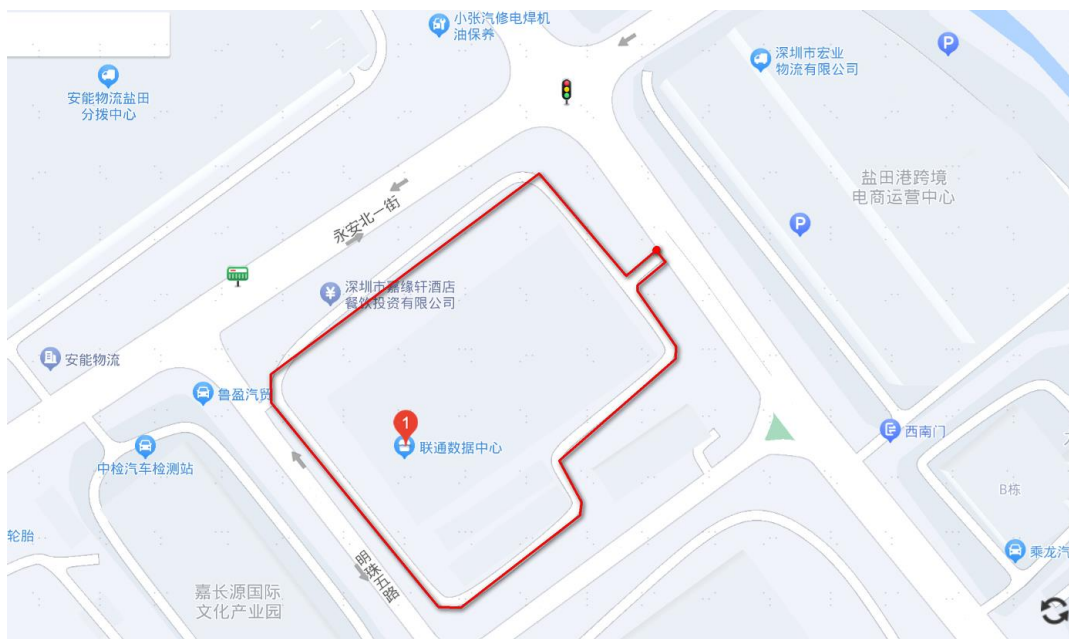 小张汽修电焊机
油保养
深圳市宏业
物流有限公司
P
安能物流盐田
分拨中心
盐田港跨境
电商运营中心
P
永安北一街
深圳市嘉缘轩酒店
餐饮投资有限公司
¥
安能物流
鲁盈汽贸
1
联通数据中心
西南门
中检汽车检测站
B栋
轮胎
乘龙汽
明珠五路
嘉长源国际
文化产业园